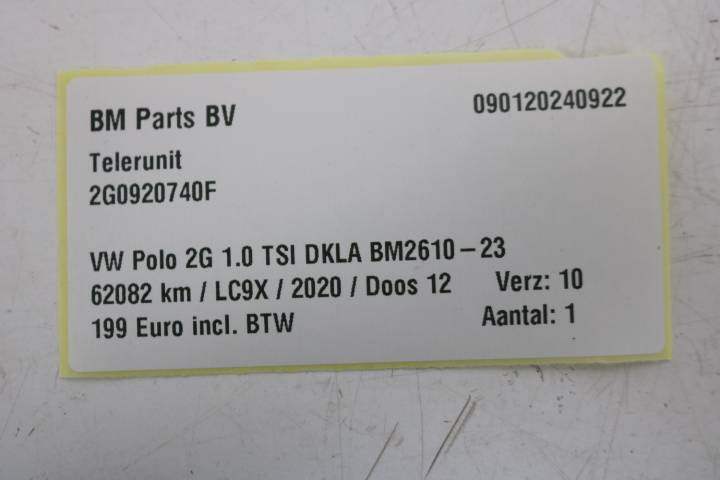 BM Parts BV 090120240922
Telerunit
2G0920740F
VW Polo 2G 1.0 TSI DKLA BM2610-23
62082 km / LC9X / 2020 / Doos 12 Verz: 10
199 Euro incl. BTW Aantal: 1